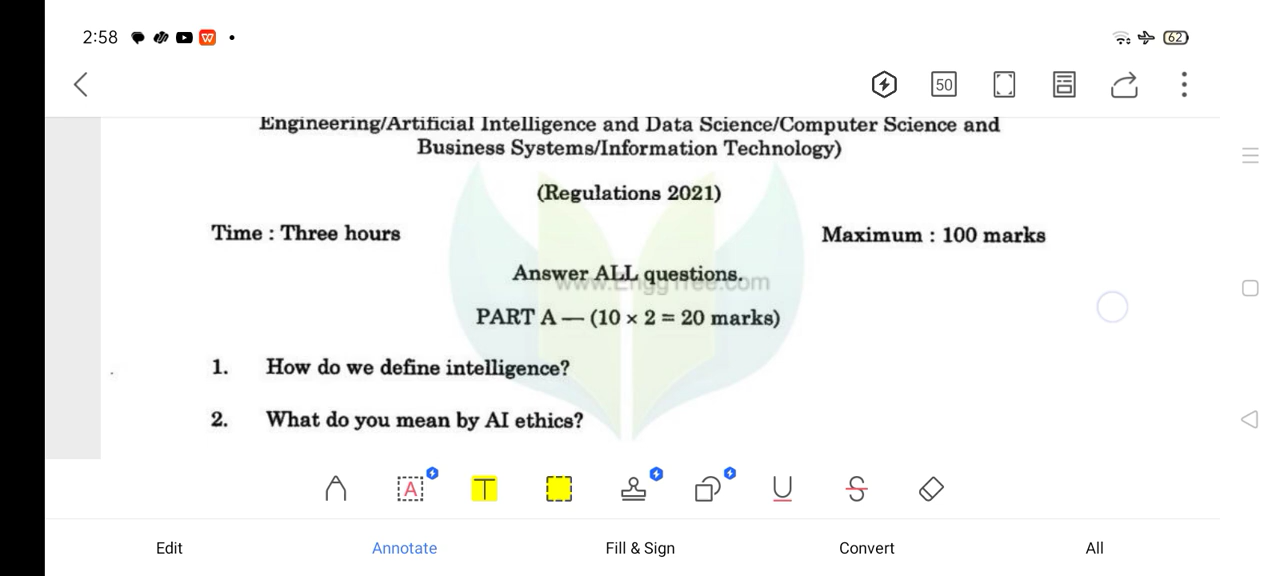 2:58
62
50
Engineering/Artificial Intelligence and Data Science/Computer Science and
Business Systems/Information Technology)
(Regulations 2021)
Time : Three hours
Maximum : 100 marks
Answer ALL questions.
www.EnggTree.com
PART A — (10 × 2 = 20 marks)
1. How do we define intelligence?
2. What do you mean by AI ethics?
A
T
U
S
Edit
Annotate
Fill & Sign
Convert
All